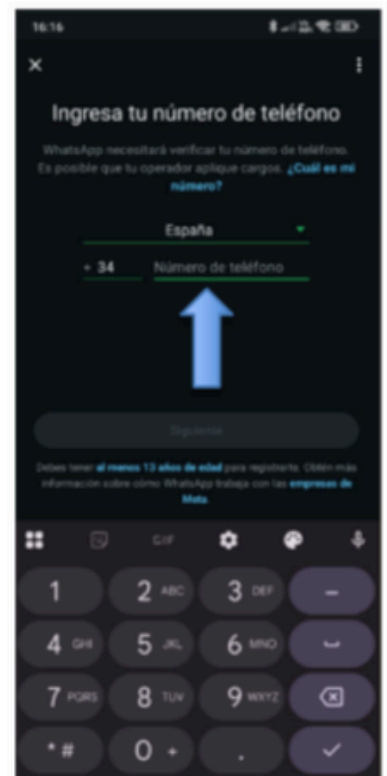 16:16
Ingresa tu número de teléfono
WhatsApp necesitará verificar tu número de teléfono.
Es posible que tu operador aplique cargos. ¿Cuál es mi
número?
España
+ 34 Número de teléfono
Siguiente
Debes tener al menos 13 años de edad para registrarte. Obtén más
información sobre cómo WhatsApp trabaja con las empresas de
Meta.
GIF
1 2 ABC 3 DEF –
4 GHI 5 JKL 6 MNO
7 PQRS 8 TUV 9 WXYZ
* # 0 + .